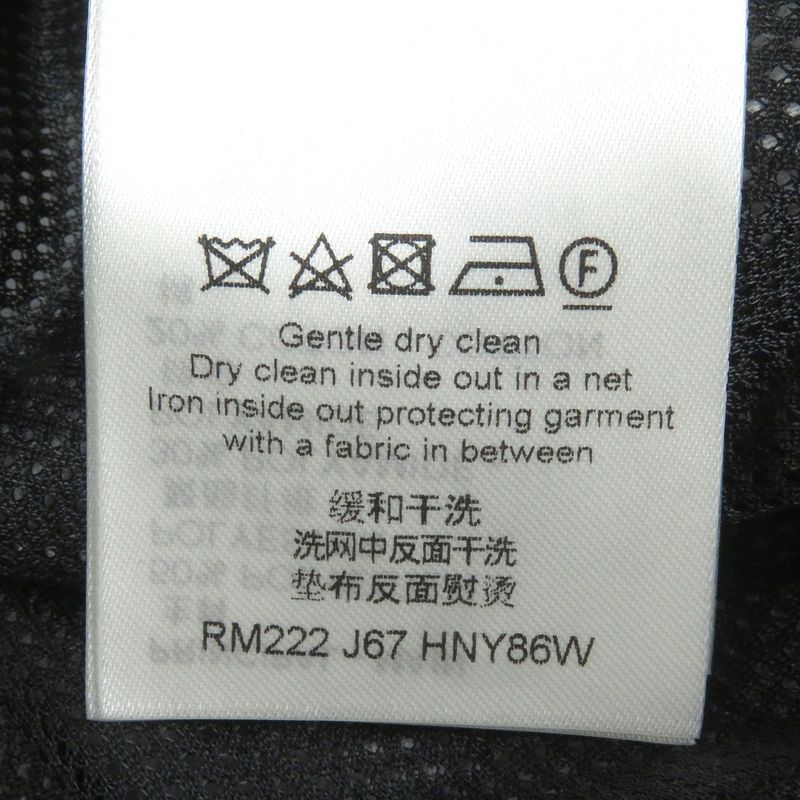 F
Gentle dry clean
Dry clean inside out in a net
Iron inside out protecting garment
with a fabric in between
缓和干洗
洗网中反面干洗
垫布反面熨烫
RM222 J67 HNY86W